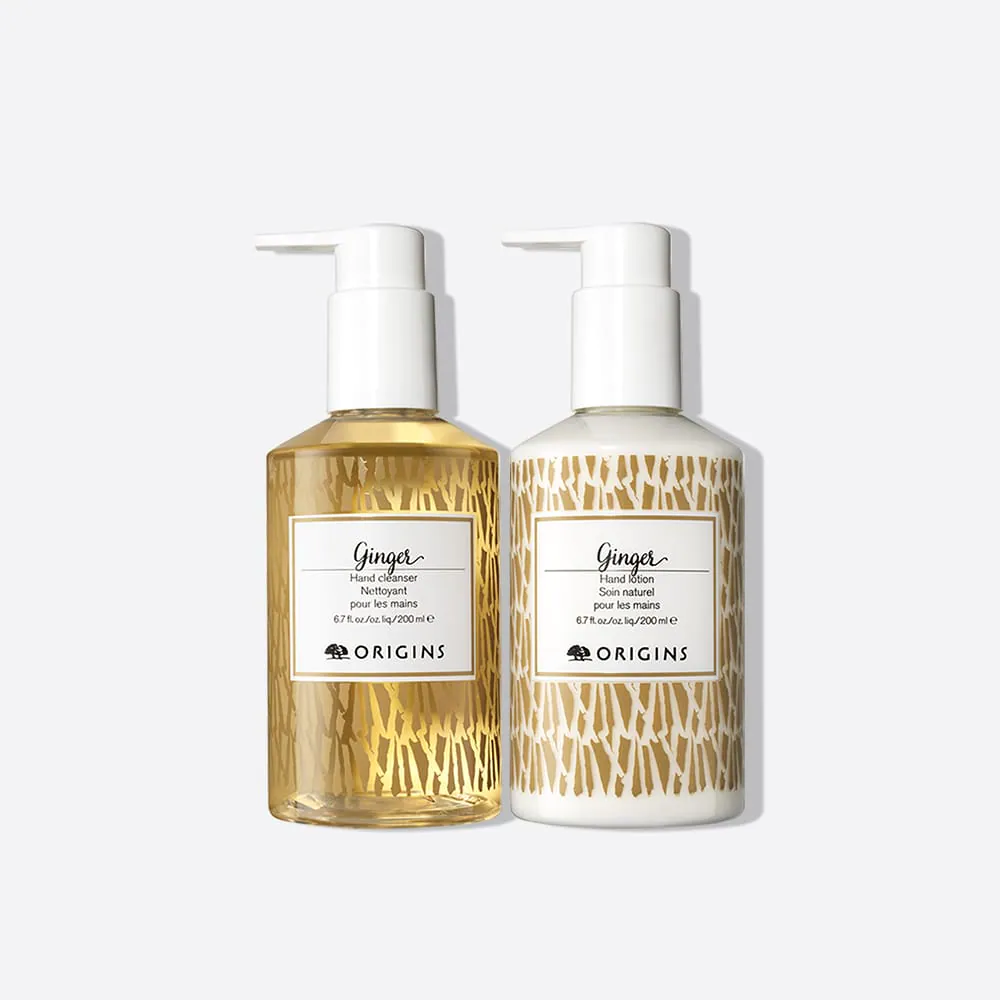 Ginger
Hand cleanser
Nettoyant
pour les mains
6.7 fl. oz./oz. liq./200 ml ℮
ORIGINS
Ginger
Hand lotion
Soin naturel
pour les mains
6.7 fl. oz./oz. liq./200 ml ℮
ORIGINS